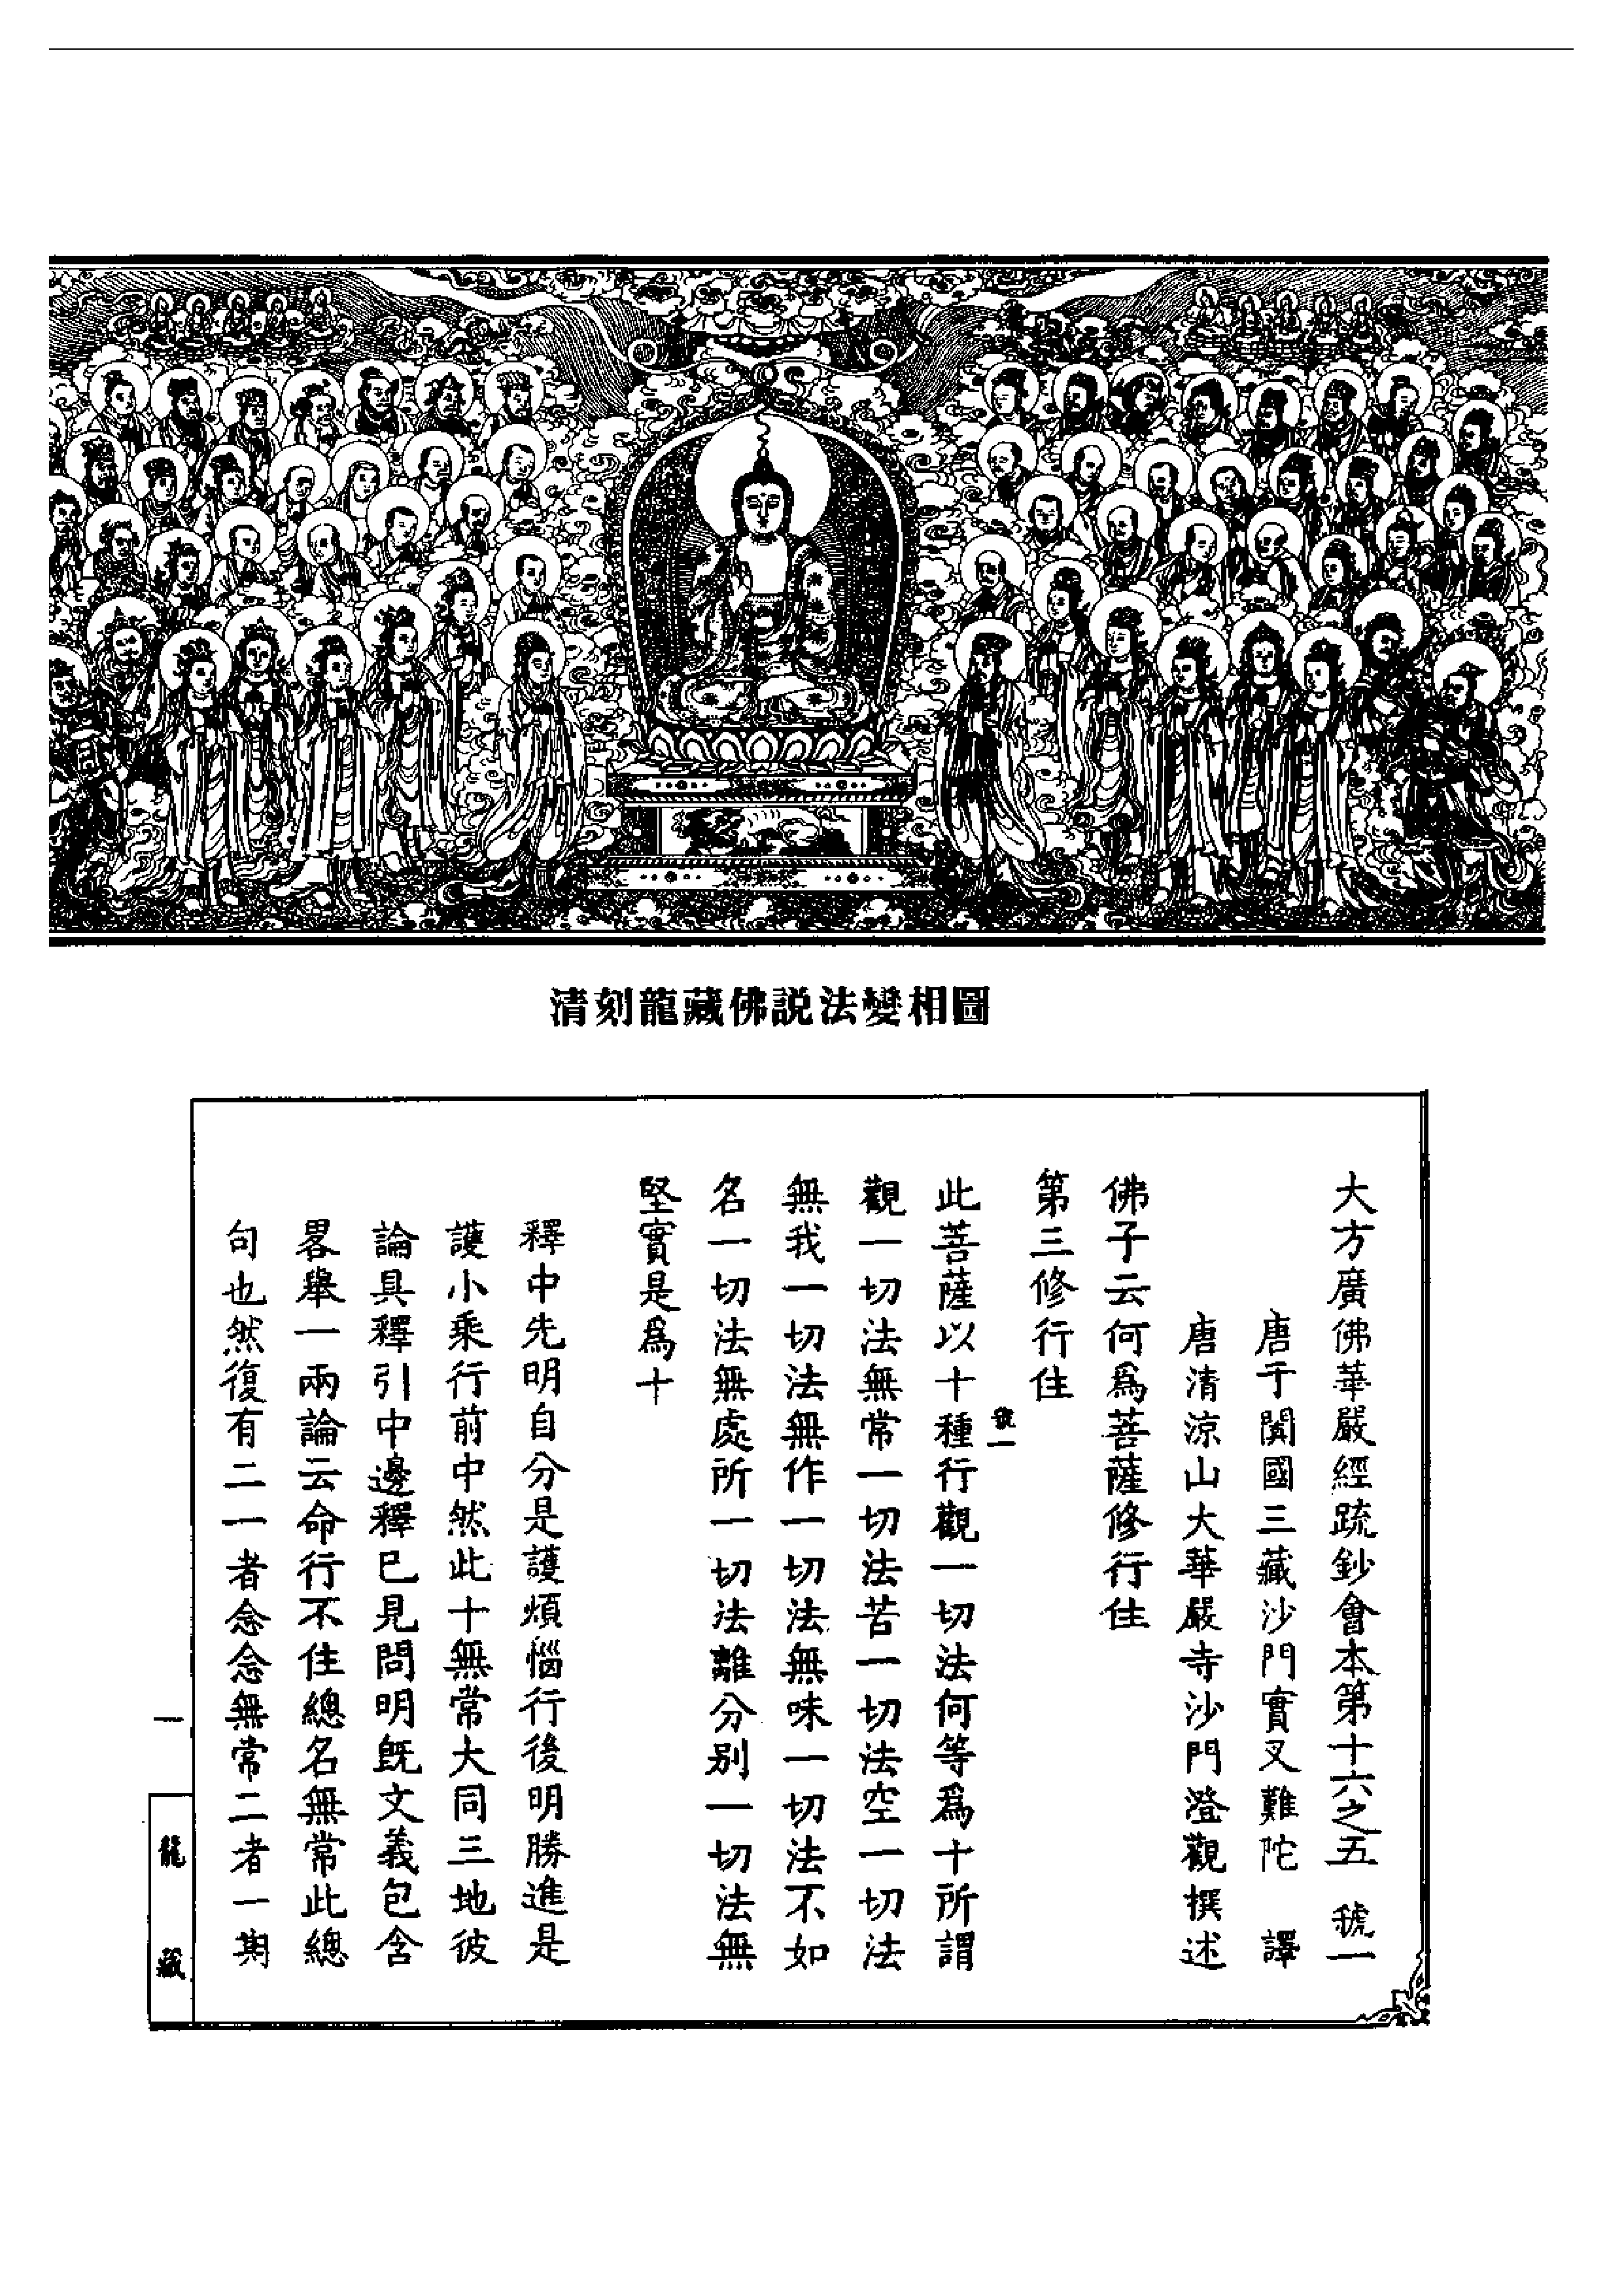 清刻龍藏佛説法變相圖
大方廣佛華嚴經疏鈔會本第十六之五 號一
唐于闐國三藏沙門實叉難陀 譯
唐清涼山大華嚴寺沙門澄觀撰述
佛子云何爲菩薩修行住
第三修行住
號一
此菩薩以十種行觀一切法何等爲十所謂
觀一切法無常一切法苦一切法空一切法
無我一切法無作一切法無味一切法不如
名一切法無處所一切法離分別一切法無
堅實是爲十
釋中先明自分是護煩惱行後明勝進是
護小乘行前中然此十無常大同三地彼
論具釋引中邊釋已見問明既文義包含
畧舉一兩論云命行不住總名無常此總
句也然復有二一者念念無常二者一期
一
龍藏